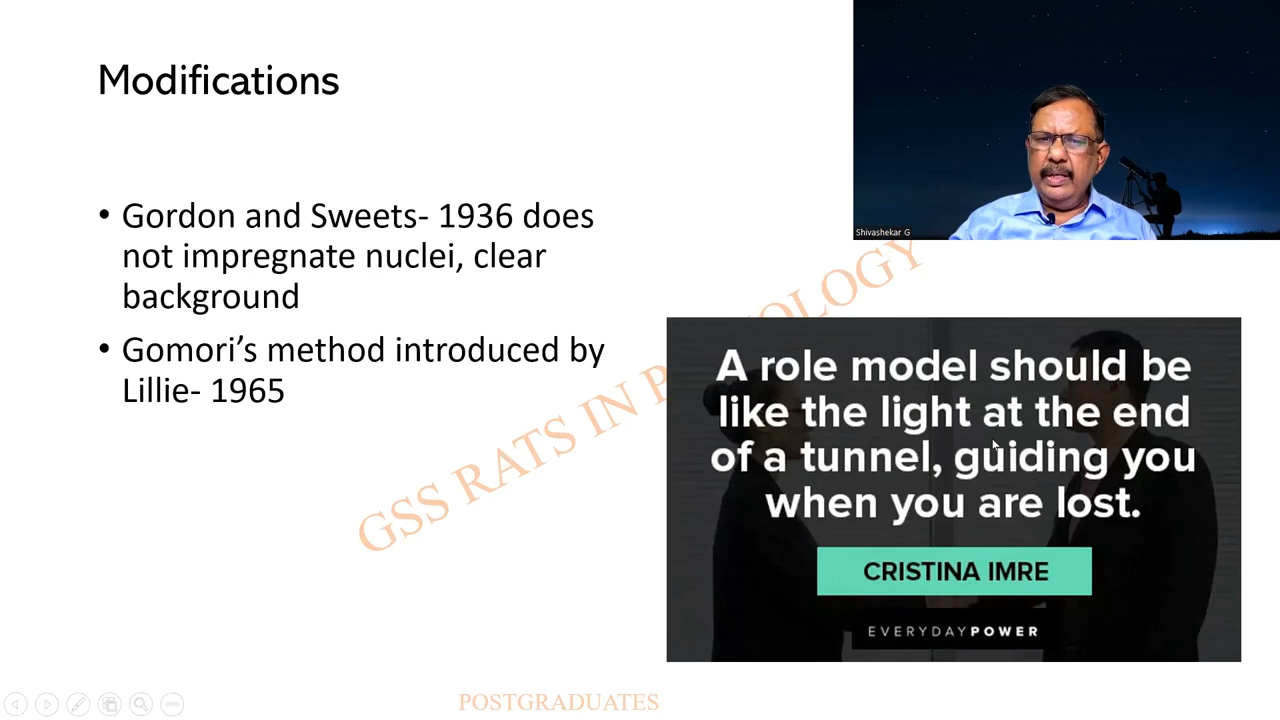 Modifications
• Gordon and Sweets- 1936 does
not impregnate nuclei, clear
background
• Gomori’s method introduced by
Lillie- 1965
Shivashekar G
GSS RATS IN P OLOGY
A role model should be
like the light at the end
of a tunnel, guiding you
when you are lost.
CRISTINA IMRE
EVERYDAYPOWER
POSTGRADUATES